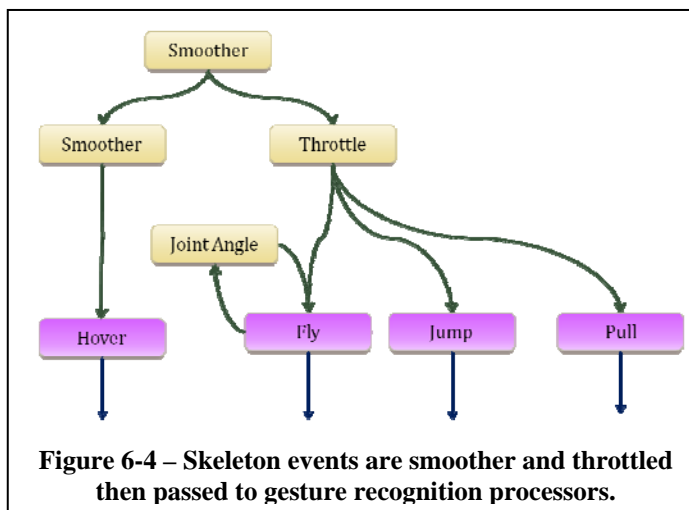 Smoother
Smoother
Throttle
Joint Angle
Hover
Fly
Jump
Pull
Figure 6-4 – Skeleton events are smoother and throttled
then passed to gesture recognition processors.